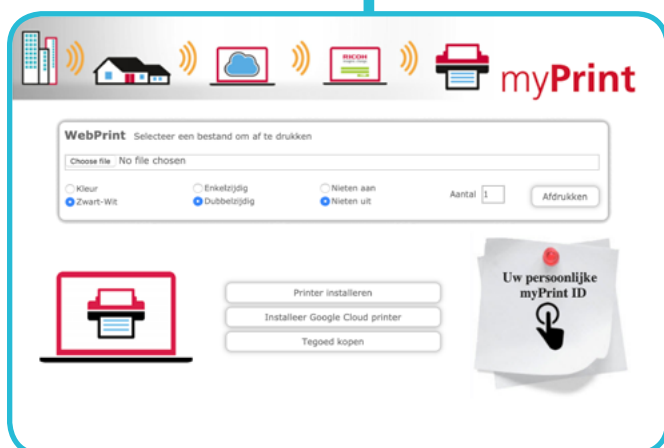 RICOH
imagine. change.
myPrint
WebPrint Selecteer een bestand om af te drukken
Choose file No file chosen
Kleur Enkelzijdig Nieten aan
Zwart-Wit Dubbelzijdig Nieten uit
Aantal 1 Afdrukken
Printer installeren
Installeer Google Cloud printer
Tegoed kopen
Uw persoonlijke
myPrint ID